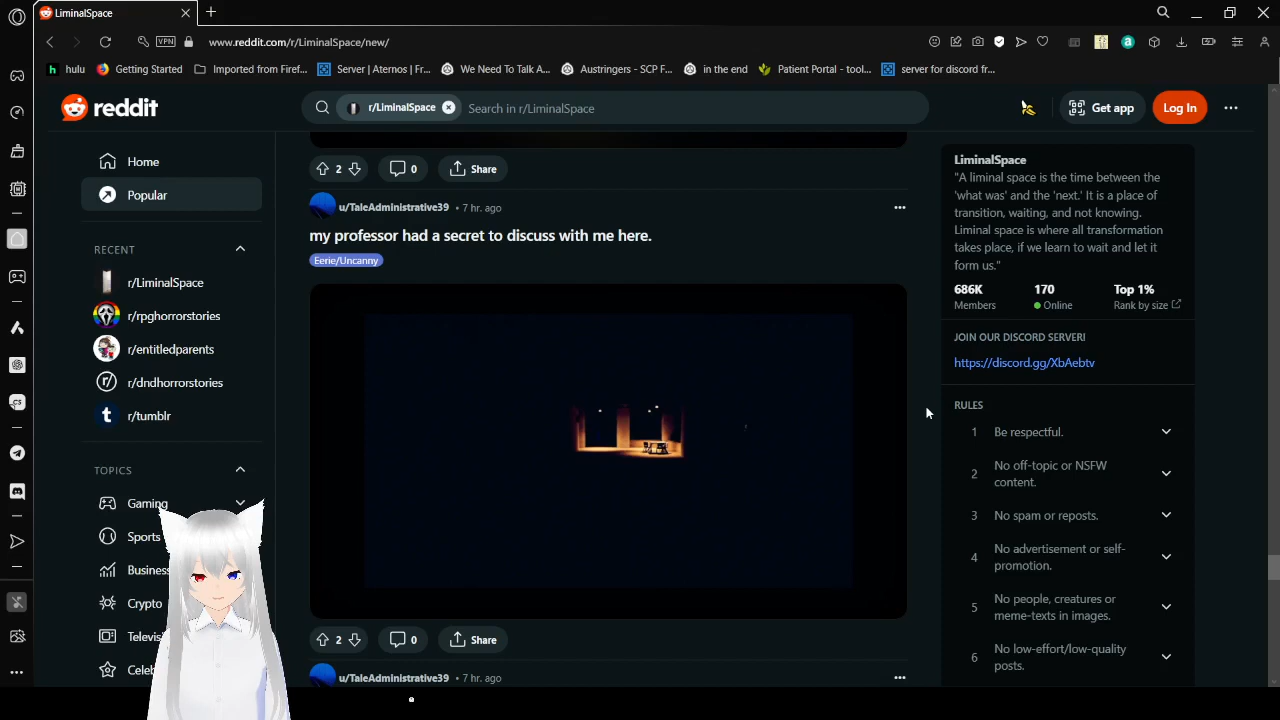 LiminalSpace
VPN
www.reddit.com/r/LiminalSpace/new/
hulu
Getting Started
Imported from Firef...
Server | Aternos | Fr...
We Need To Talk A...
Austringers - SCP F...
in the end
Patient Portal - tool...
server for discord fr...
reddit
r/LiminalSpace
Search in r/LiminalSpace
Get app
Log In
Home
Popular
RECENT
r/LiminalSpace
r/rpghorrorstories
r/entitledparents
r/dndhorrorstories
r/tumblr
TOPICS
Gaming
Sports
Business
Crypto
Televis
Celeb
2
0
Share
u/TaleAdministrative39 • 7 hr. ago
my professor had a secret to discuss with me here.
Eerie/Uncanny
2
0
Share
u/TaleAdministrative39 • 7 hr. ago
LiminalSpace
"A liminal space is the time between the
'what was' and the 'next.' It is a place of
transition, waiting, and not knowing.
Liminal space is where all transformation
takes place, if we learn to wait and let it
form us."
686K 170 Top 1%
Members Online Rank by size
JOIN OUR DISCORD SERVER!
https://discord.gg/XbAebtv
RULES
1 Be respectful.
2 No off-topic or NSFW
content.
3 No spam or reposts.
4 No advertisement or self-
promotion.
5 No people, creatures or
meme-texts in images.
6 No low-effort/low-quality
posts.